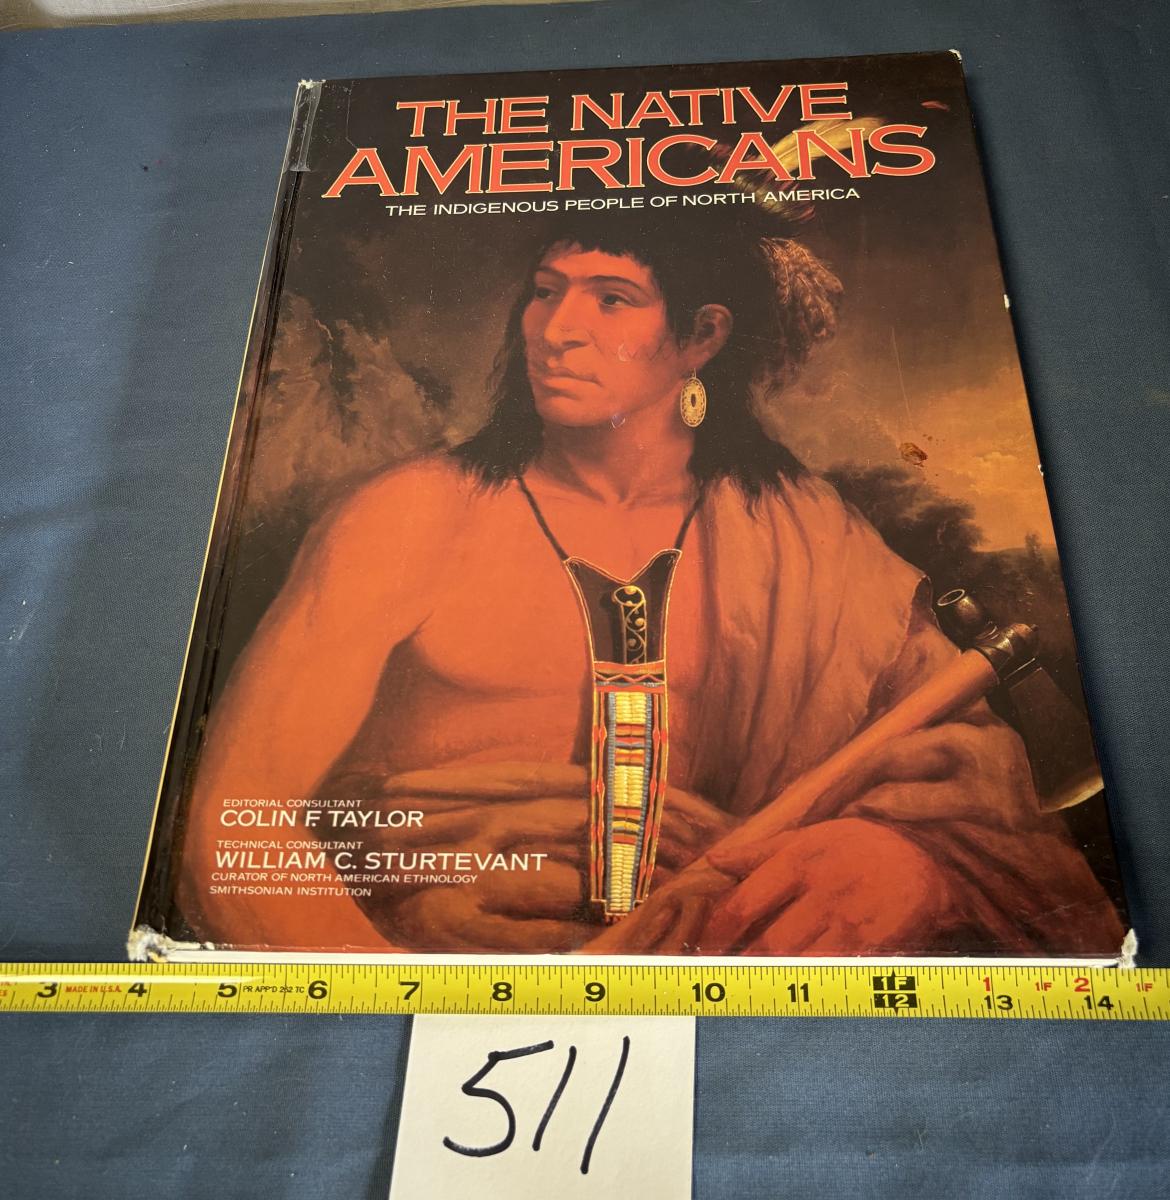 THE NATIVE
AMERICANS
THE INDIGENOUS PEOPLE OF NORTH AMERICA
EDITORIAL CONSULTANT
COLIN F. TAYLOR
TECHNICAL CONSULTANT
WILLIAM C. STURTEVANT
CURATOR OF NORTH AMERICAN ETHNOLOGY
SMITHSONIAN INSTITUTION
3 MADE IN U.S.A. 4 5 6 7 8 9 10 11 1F 12 1 13 1F 2 14 1F
511